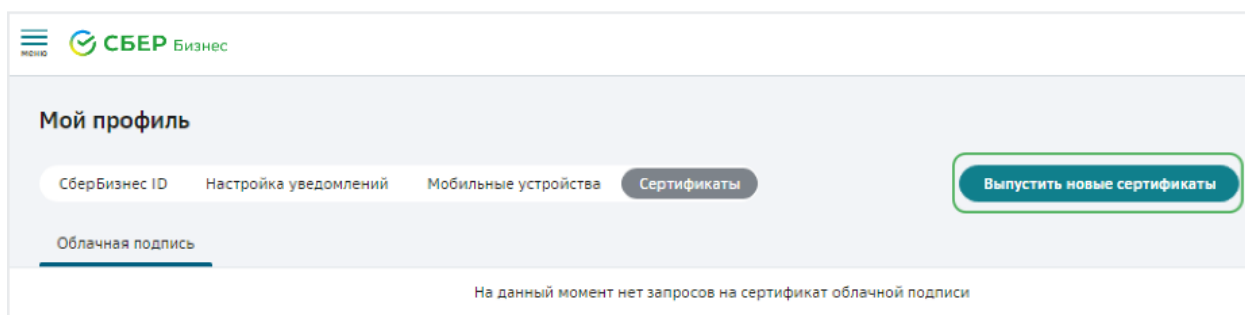 меню
СБЕР Бизнес
Мой профиль
СберБизнес ID Настройка уведомлений Мобильные устройства Сертификаты Выпустить новые сертификаты
Облачная подпись
На данный момент нет запросов на сертификат облачной подписи